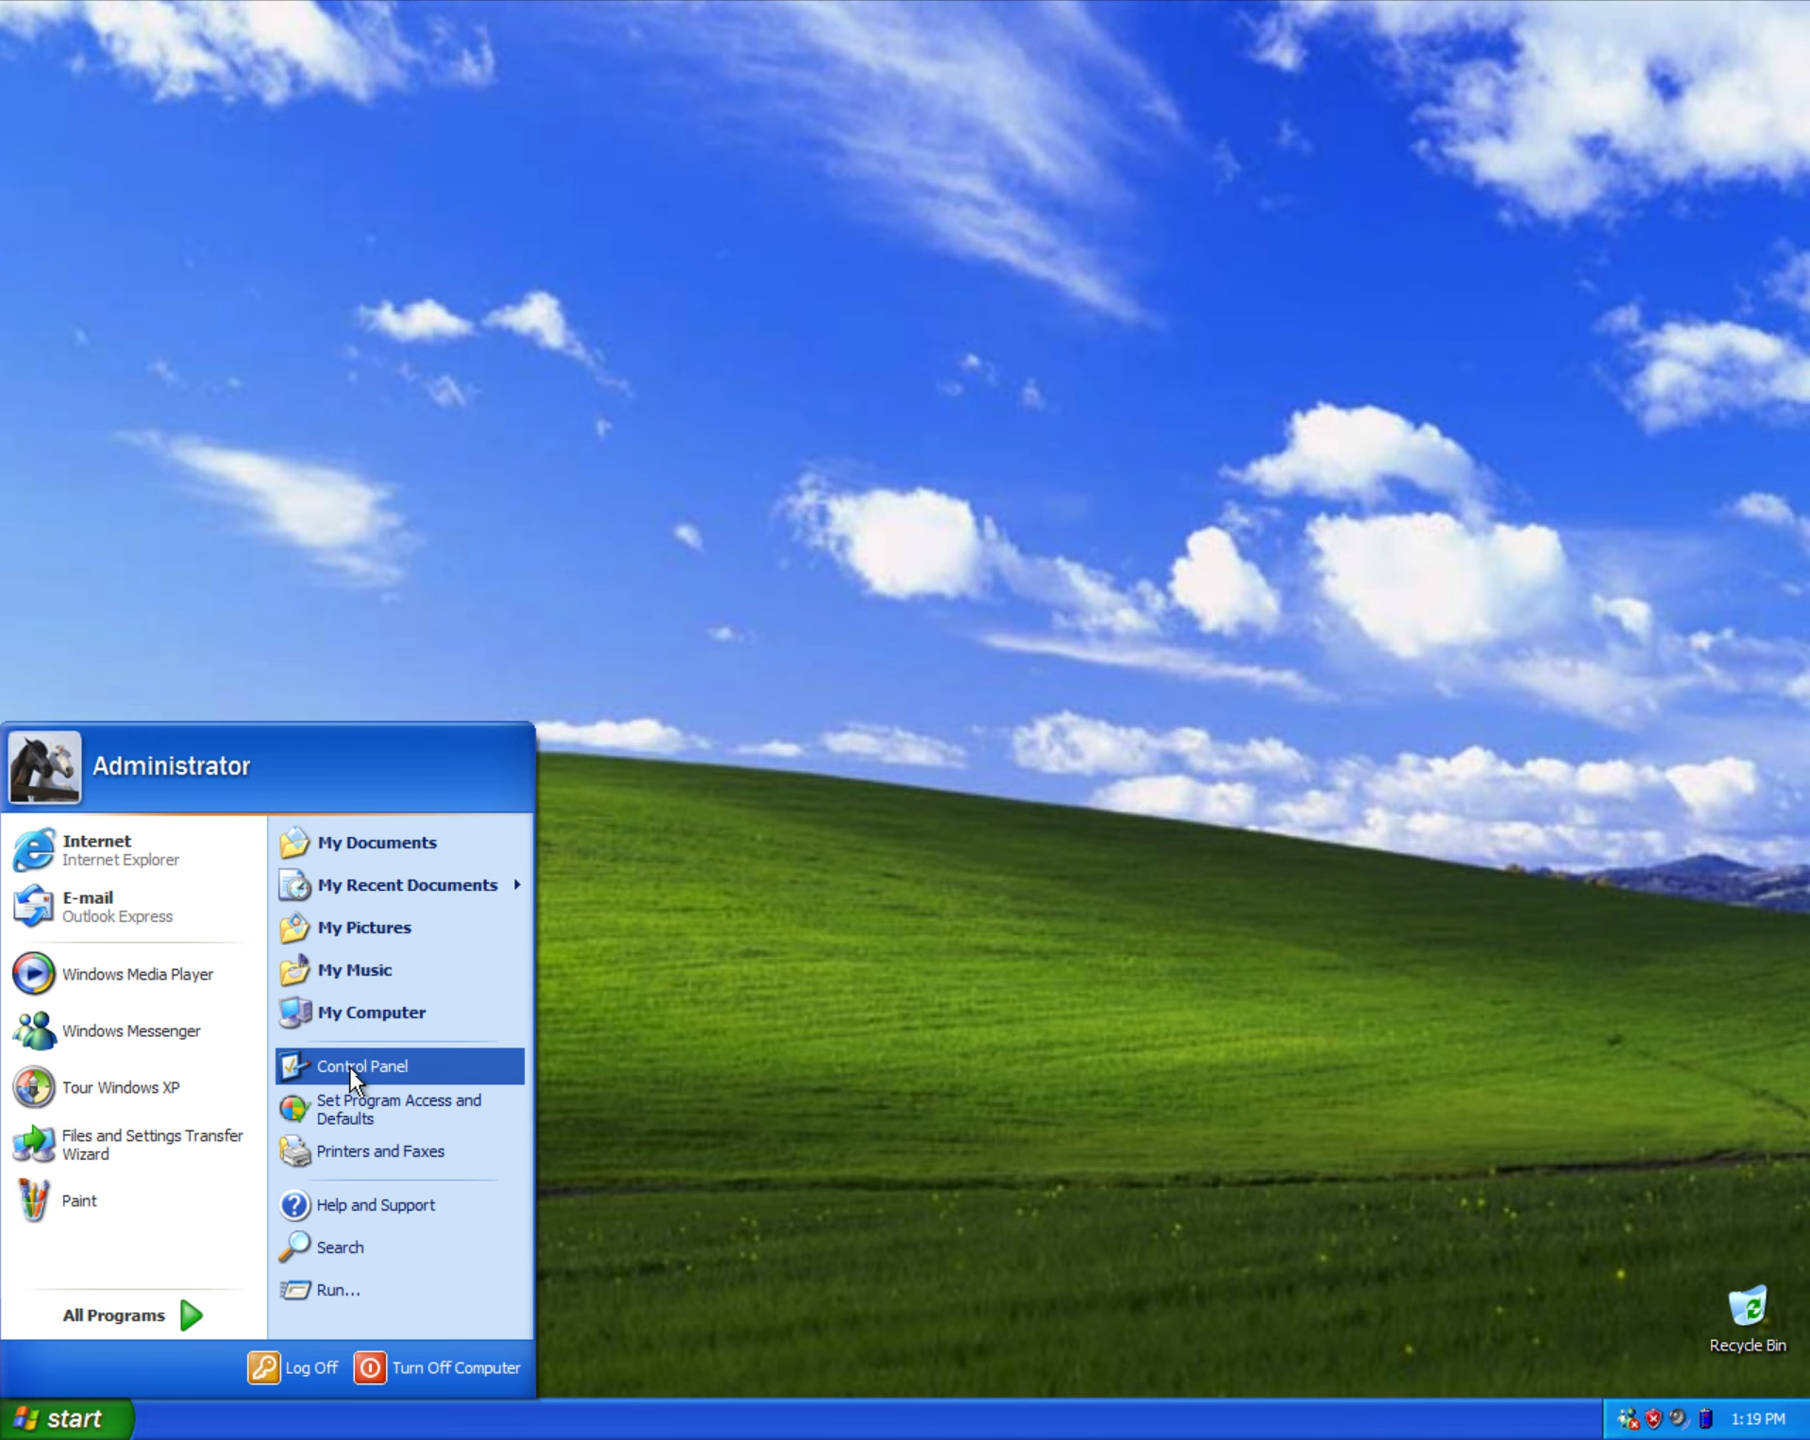 Administrator
Internet
Internet Explorer
E-mail
Outlook Express
Windows Media Player
Windows Messenger
Tour Windows XP
Files and Settings Transfer
Wizard
Paint
All Programs
My Documents
My Recent Documents
My Pictures
My Music
My Computer
Control Panel
Set Program Access and
Defaults
Printers and Faxes
Help and Support
Search
Run...
Log Off
Turn Off Computer
Recycle Bin
start
1:19 PM